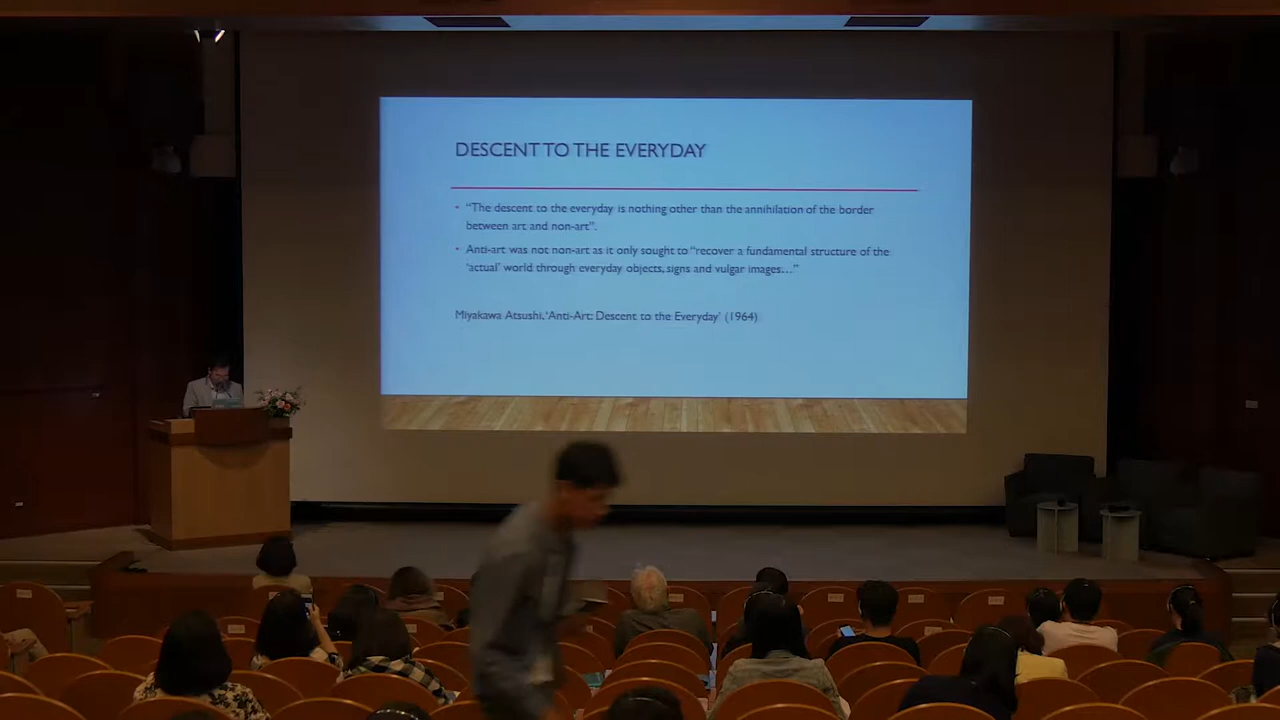 DESCENT TO THE EVERYDAY
• “The descent to the everyday is nothing other than the annihilation of the border
between art and non-art”.
• Anti-art was not non-art as it only sought to “recover a fundamental structure of the
‘actual’ world through everyday objects, signs and vulgar images…”
Miyakawa Atsushi, ‘Anti-Art: Descent to the Everyday’ (1964)